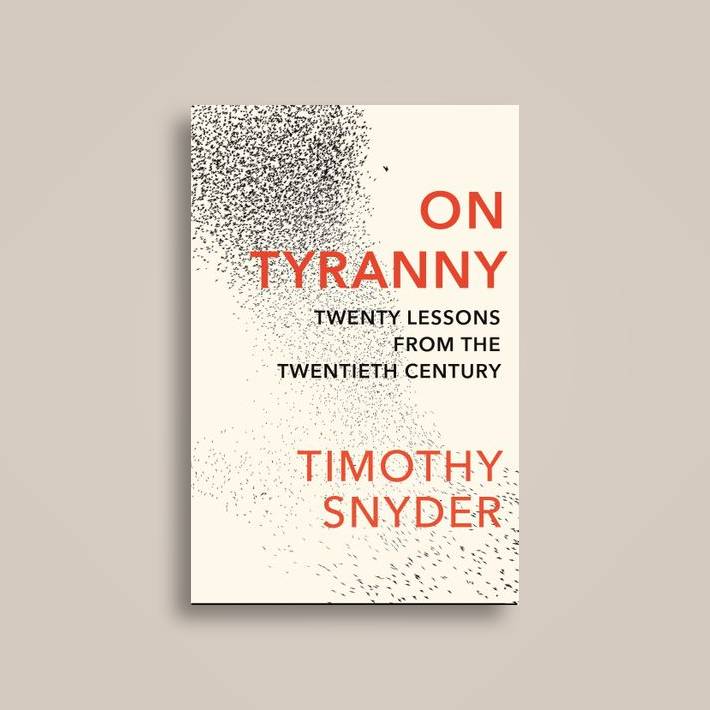 ON
TYRANNY
TWENTY LESSONS
FROM THE
TWENTIETH CENTURY
TIMOTHY
SNYDER